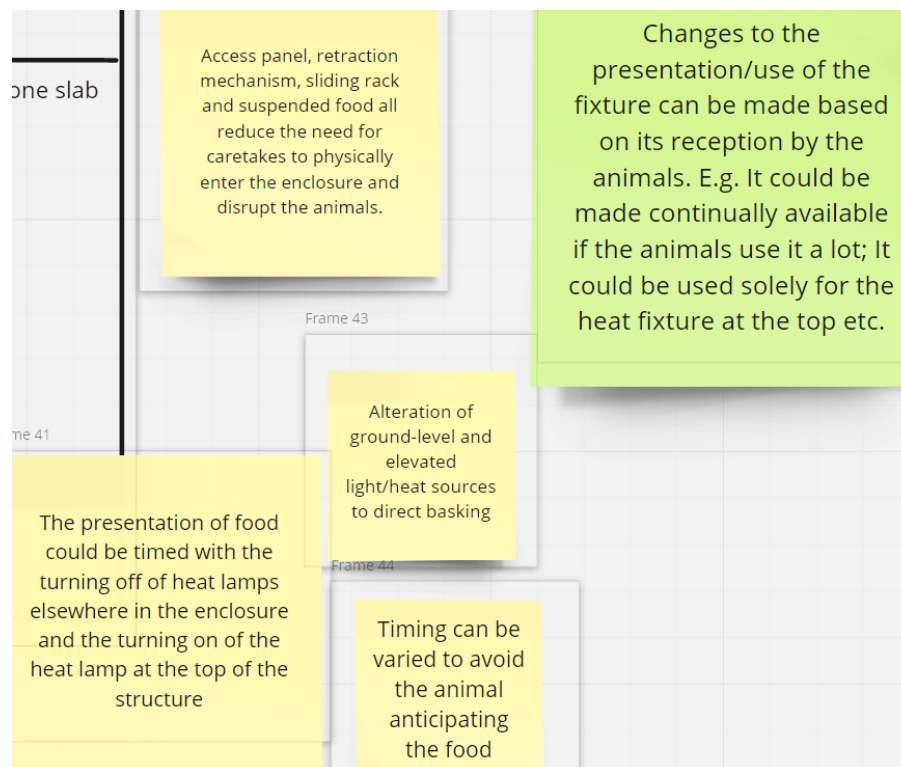 one slab
Access panel, retraction
mechanism, sliding rack
and suspended food all
reduce the need for
caretakes to physically
enter the enclosure and
disrupt the animals.
Changes to the
presentation/use of the
fixture can be made based
on its reception by the
animals. E.g. It could be
made continually available
if the animals use it a lot; It
could be used solely for the
heat fixture at the top etc.
Frame 43
Alteration of
ground-level and
elevated
light/heat sources
to direct basking
me 41
The presentation of food
could be timed with the
turning off of heat lamps
elsewhere in the enclosure
and the turning on of the
heat lamp at the top of the
structure
Frame 44
Timing can be
varied to avoid
the animal
anticipating
the food